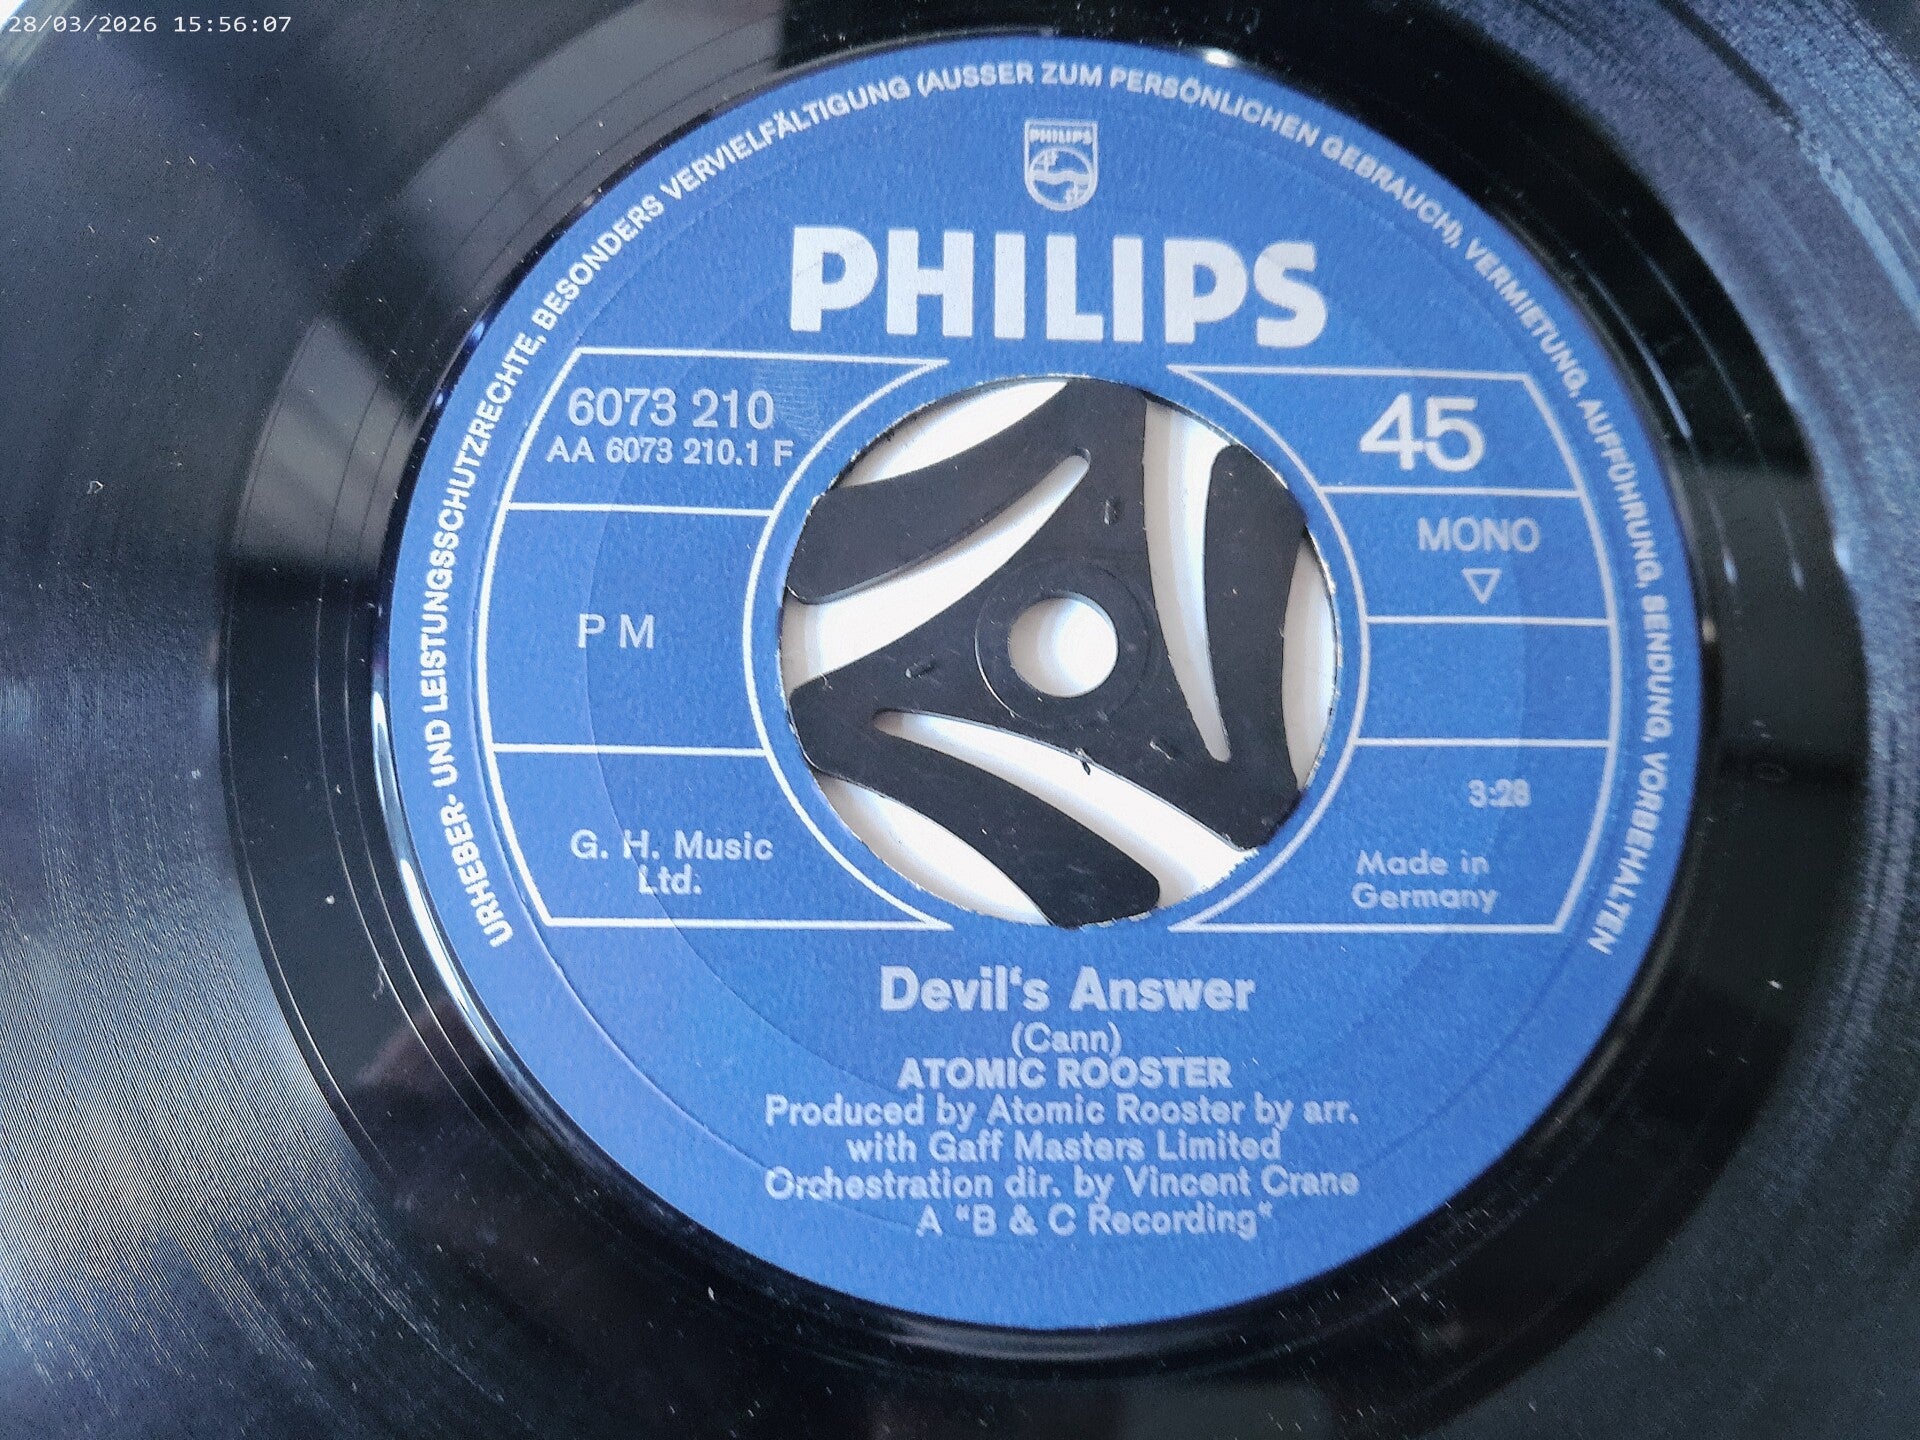 28/03/2026 15:56:07
URHEBER- UND LEISTUNGSSCHUTZRECHTE, BESONDERS VERVIELFÄLTIGUNG (AUSSER ZUM PERSÖNLICHEN GEBRAUCH), VERMIETUNG, AUFFÜHRUNG, SENDUNG, VORBEHALTEN
PHILIPS
PHILIPS
6073 210
AA 6073 210.1 F
45
MONO
P M
3:28
G. H. Music
Ltd.
Made in
Germany
Devil‘s Answer
(Cann)
ATOMIC ROOSTER
Produced by Atomic Rooster by arr.
with Gaff Masters Limited
Orchestration dir. by Vincent Crane
A "B & C Recording"